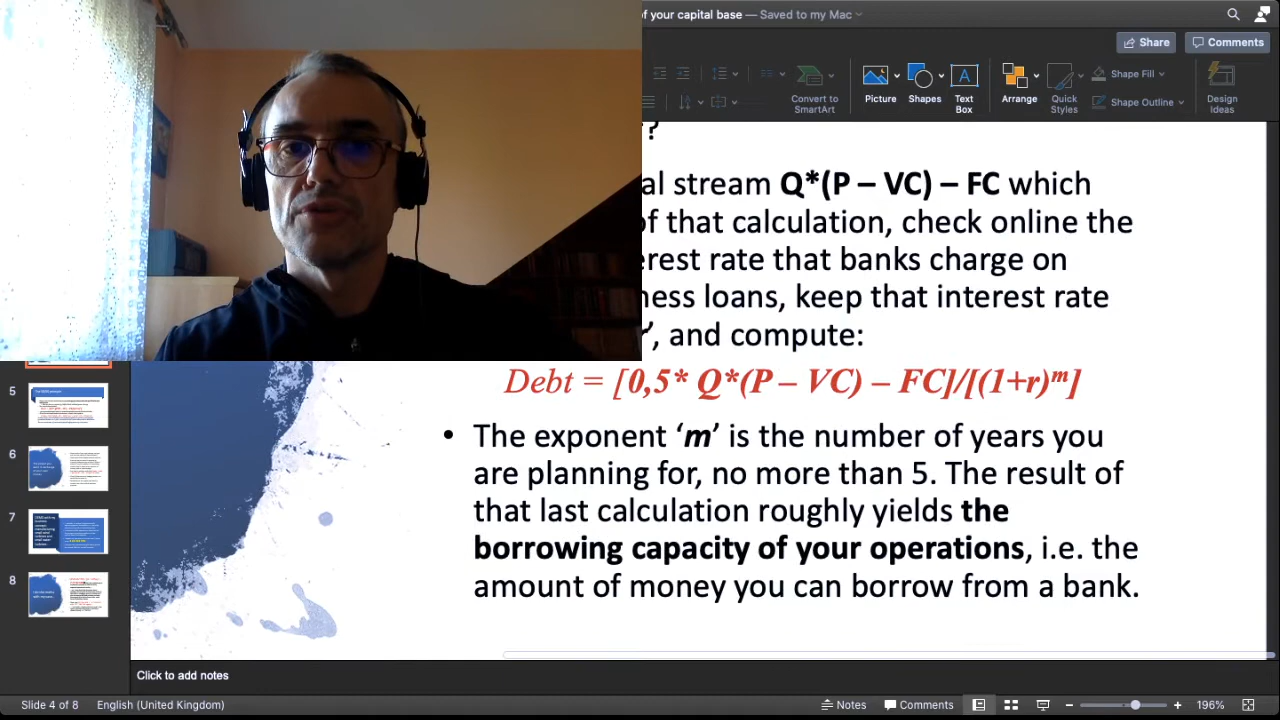 of your capital base — Saved to my Mac
Share
Comments
Convert to
SmartArt
Picture
Shapes
Text
Box
Arrange
Quick
Styles
Shape Fill
Shape Outline
Design
Ideas
?
al stream Q*(P – VC) – FC which
of that calculation, check online the
erest rate that banks charge on
ness loans, keep that interest rate
r’, and compute:
Debt = [0,5* Q*(P – VC) – FC]/[(1+r)ᵐ]
• The exponent ‘m’ is the number of years you
are planning for, no more than 5. The result of
that last calculation roughly yields the
borrowing capacity of your operations, i.e. the
amount of money you can borrow from a bank.
5
6
7
8
Click to add notes
Slide 4 of 8
English (United Kingdom)
Notes
Comments
196%